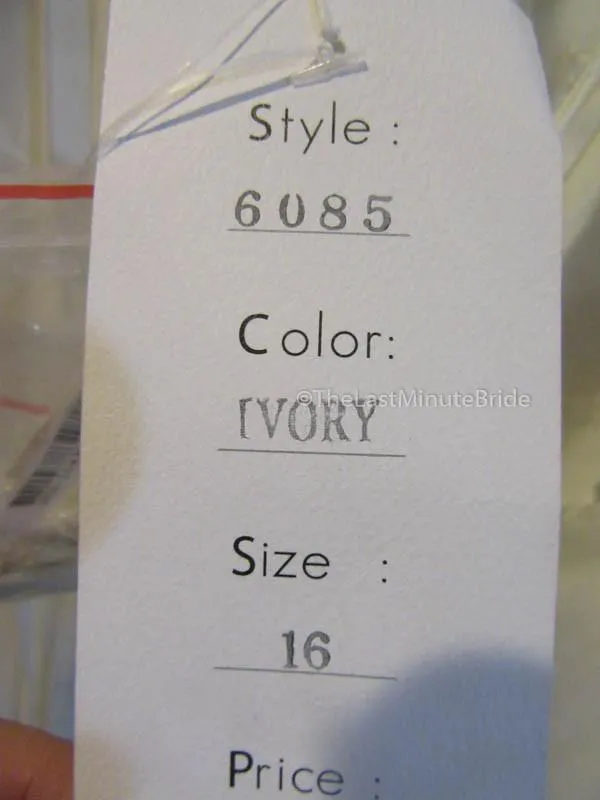 Style :
6085
Color:
IVORY
©TheLastMinuteBride
Size :
16
Price :